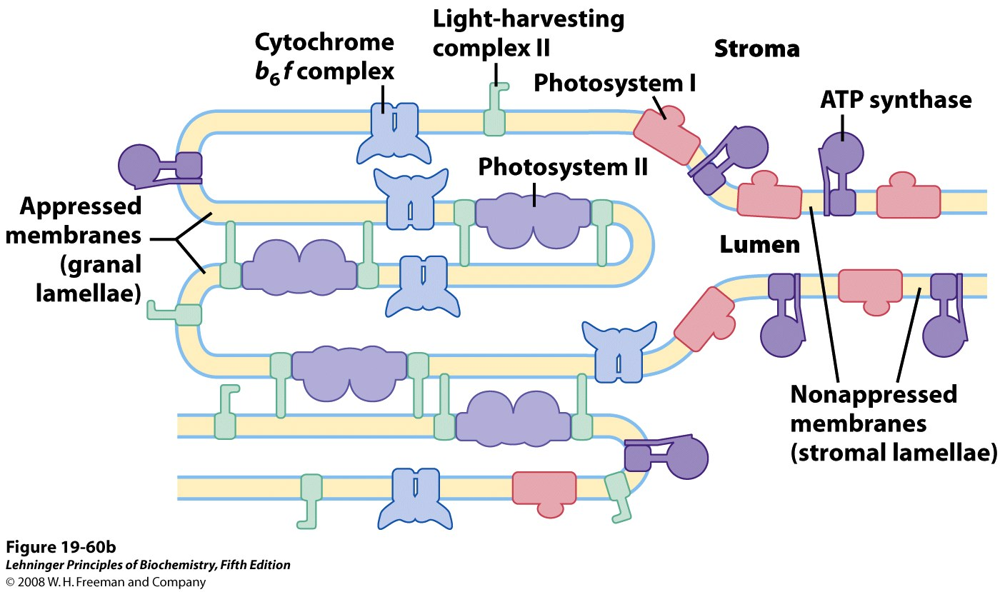 Cytochrome
b6 f complex
Light-harvesting
complex II
Stroma
Photosystem I
ATP synthase
Photosystem II
Appressed
membranes
(granal
lamellae)
Lumen
Nonappressed
membranes
(stromal lamellae)
Figure 19-60b
Lehninger Principles of Biochemistry, Fifth Edition
© 2008 W. H. Freeman and Company